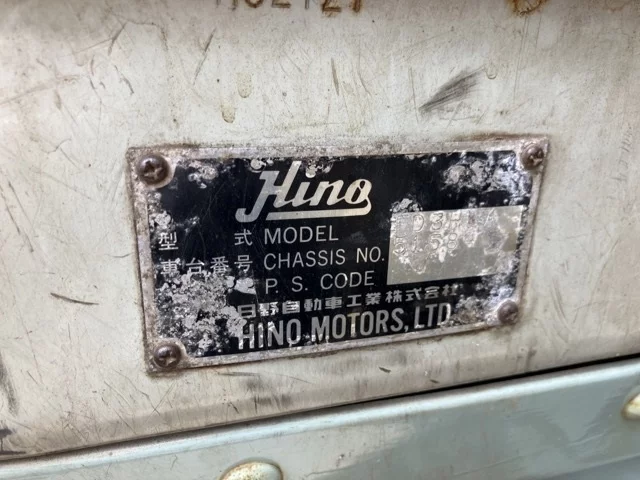 Hino
型 式 MODEL
車台番号 CHASSIS NO.
P. S. CODE
日野自動車工業株式会社
HINO MOTORS, LTD